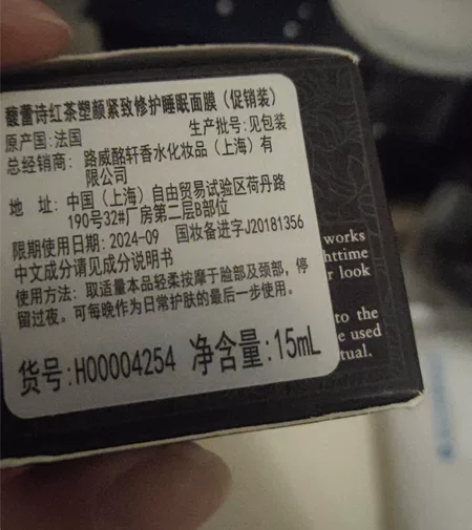 馥蕾诗红茶塑颜紧致修护睡眠面膜（促销装）
原产国:法国 生产批号:见包装
总经销商: 路威酩轩香水化妆品（上海）有
限公司
地 址: 中国（上海）自由贸易试验区荷丹路
190号32#厂房第二层B部位
限期使用日期: 2024-09 国妆备进字J20181356
中文成分请见成分说明书
使用方法: 取适量本品轻柔按摩于脸部及颈部，停
留过夜。可每晚作为日常护肤的最后一步使用。
货号:H00004254 净含量:15mL
works
httime
r look
to the
e used
tual.